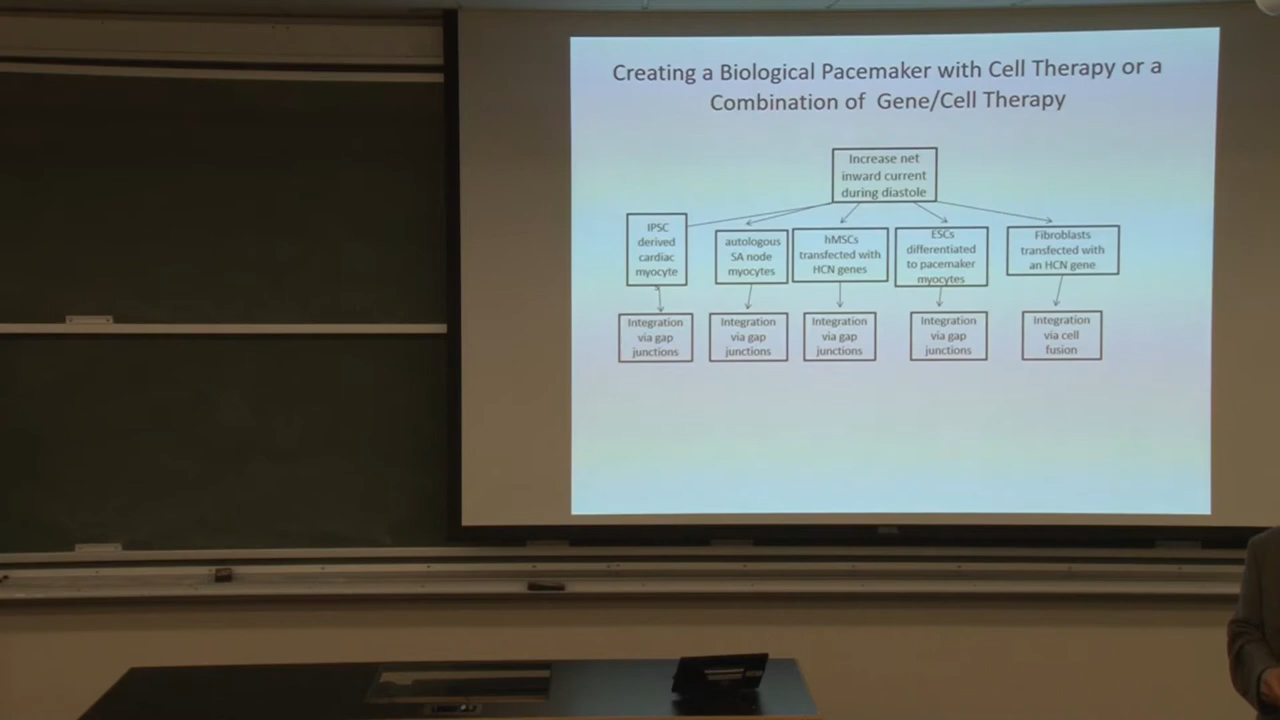 Creating a Biological Pacemaker with Cell Therapy or a
Combination of Gene/Cell Therapy
Increase net
inward current
during diastole
IPSC
derived
cardiac
myocyte
autologous
SA node
myocytes
hMSCs
transfected with
HCN genes
ESCs
differentiated
to pacemaker
myocytes
Fibroblasts
transfected with
an HCN gene
Integration
via gap
junctions
Integration
via gap
junctions
Integration
via gap
junctions
Integration
via gap
junctions
Integration
via cell
fusion